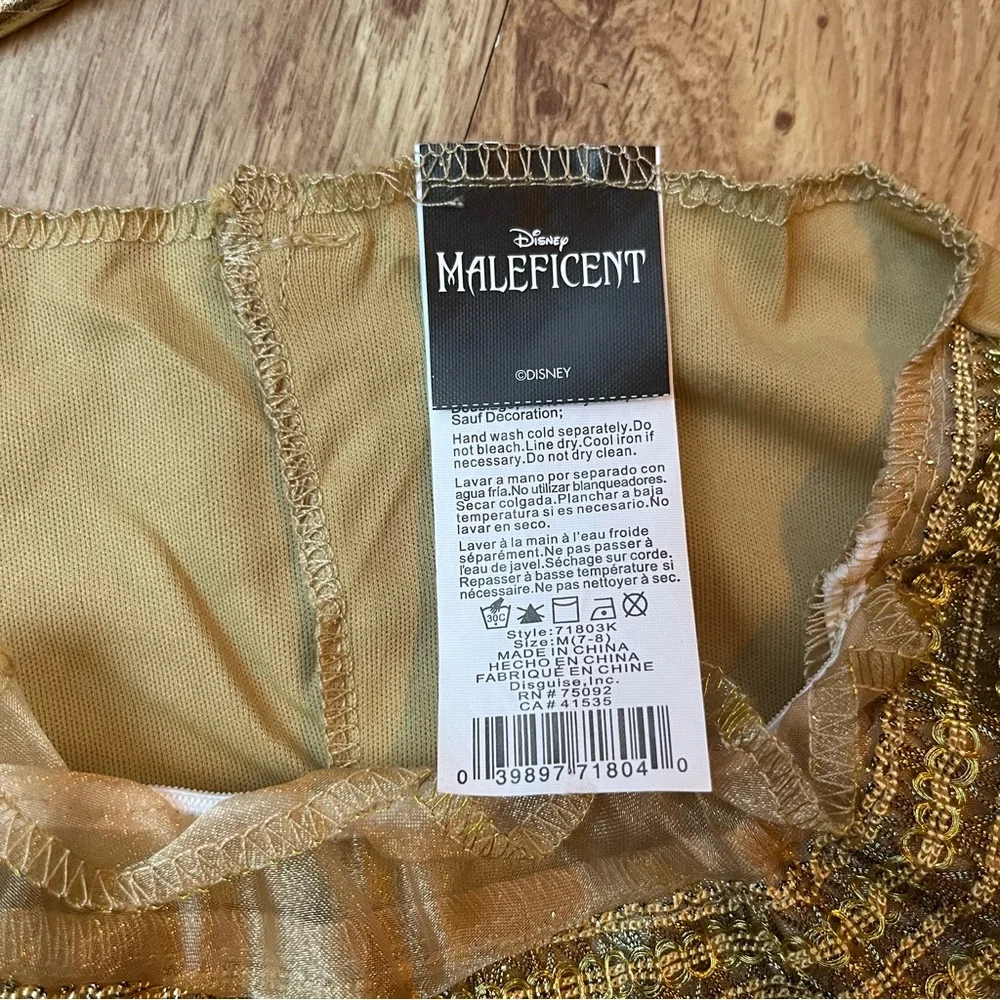 Disney
MALEFICENT
©DISNEY
Sauf Decoration;
Hand wash cold separately.Do
not bleach.Line dry.Cool iron if
necessary.Do not dry clean.
Lavar a mano por separado con
agua fría.No utilizar blanqueadores.
Secar colgada.Planchar a baja
temperatura si es necesario.No
lavar en seco.
Laver à la main à l'eau froide
séparément.Ne pas passer à
l'eau de javel.Séchage sur corde.
Repasser à basse température si
nécessaire.Ne pas nettoyer à sec.
30C
Style:71803K
Size:M(7-8)
MADE IN CHINA
HECHO EN CHINA
FABRIQUÉ EN CHINE
Disguise,Inc.
RN # 75092
CA # 41535
0 39897 71804 0